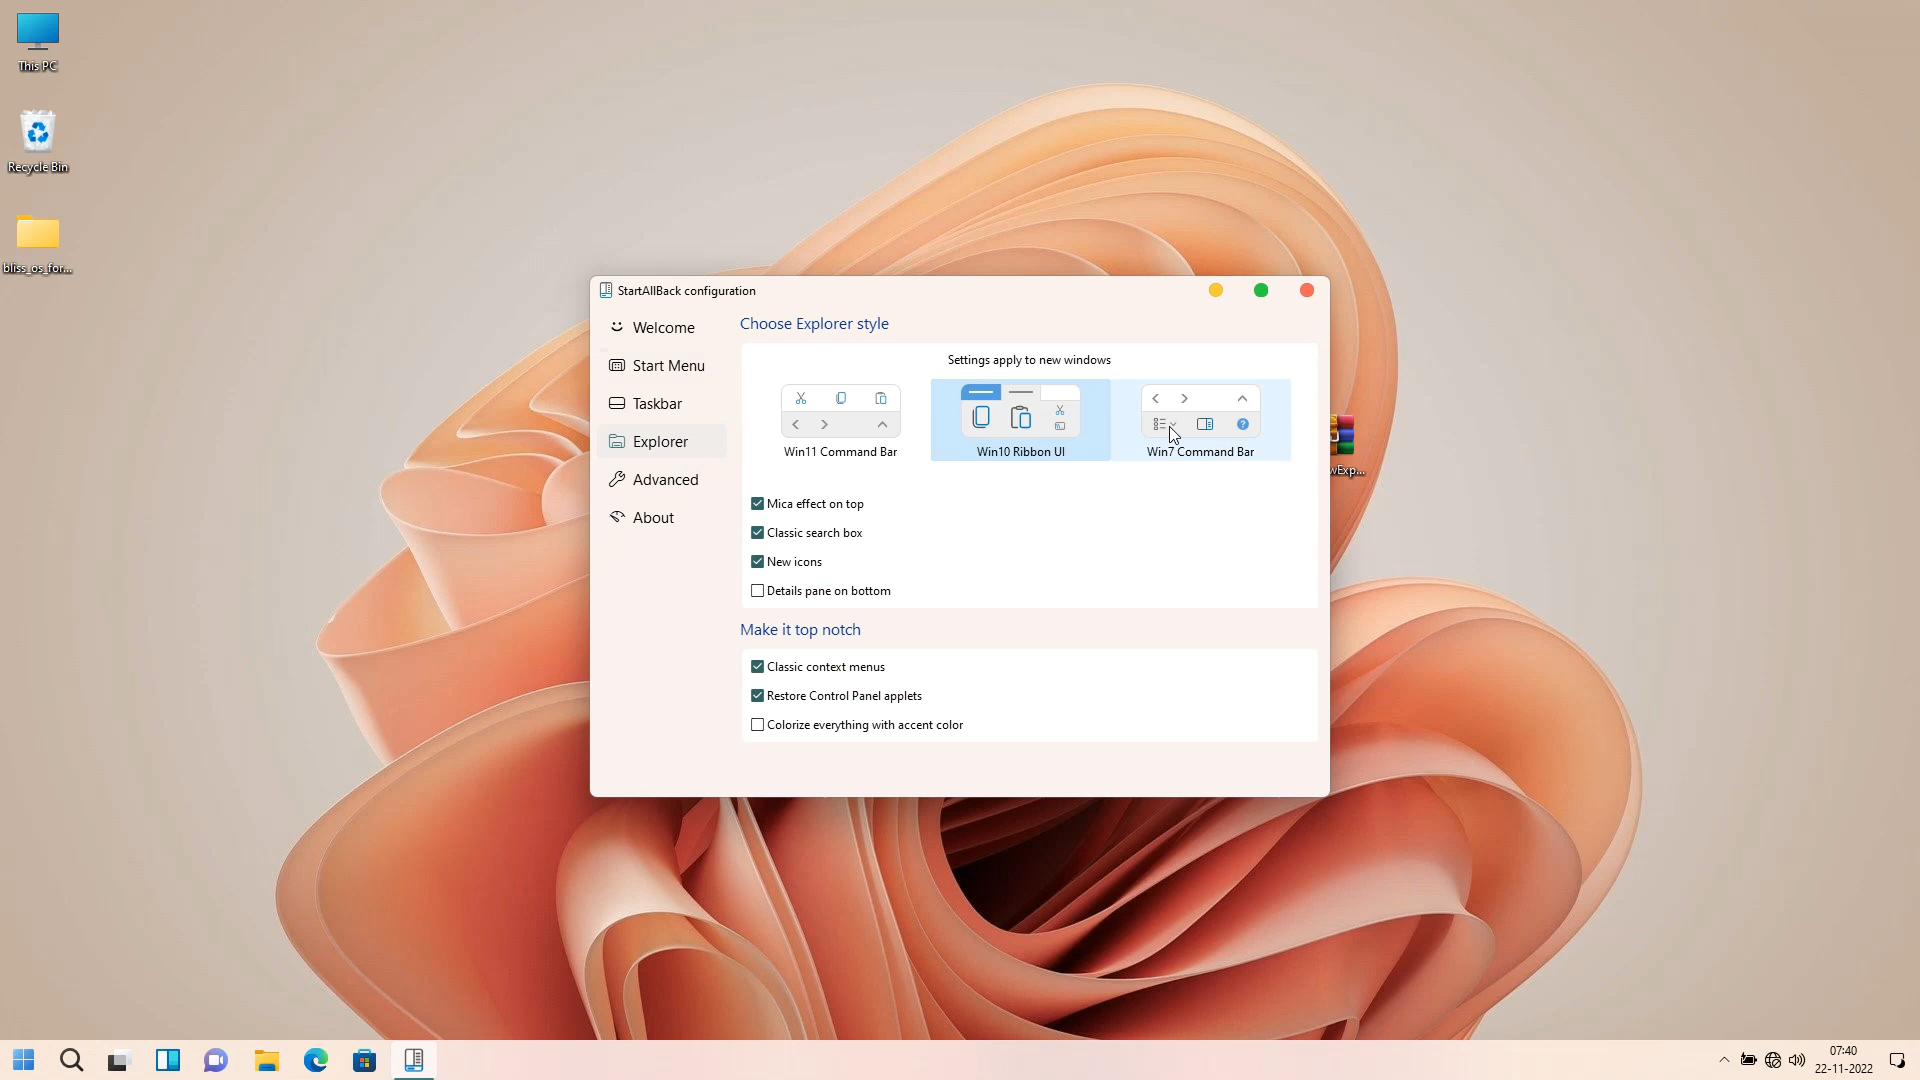 This PC
Recycle Bin
bliss_os_for...
StartAllBack configuration
Welcome
Start Menu
Taskbar
Explorer
Advanced
About
Choose Explorer style
Settings apply to new windows
Win11 Command Bar
Win10 Ribbon UI
Win7 Command Bar
Mica effect on top
Classic search box
New icons
Details pane on bottom
Make it top notch
Classic context menus
Restore Control Panel applets
Colorize everything with accent color
wExp...
07:40
22-11-2022